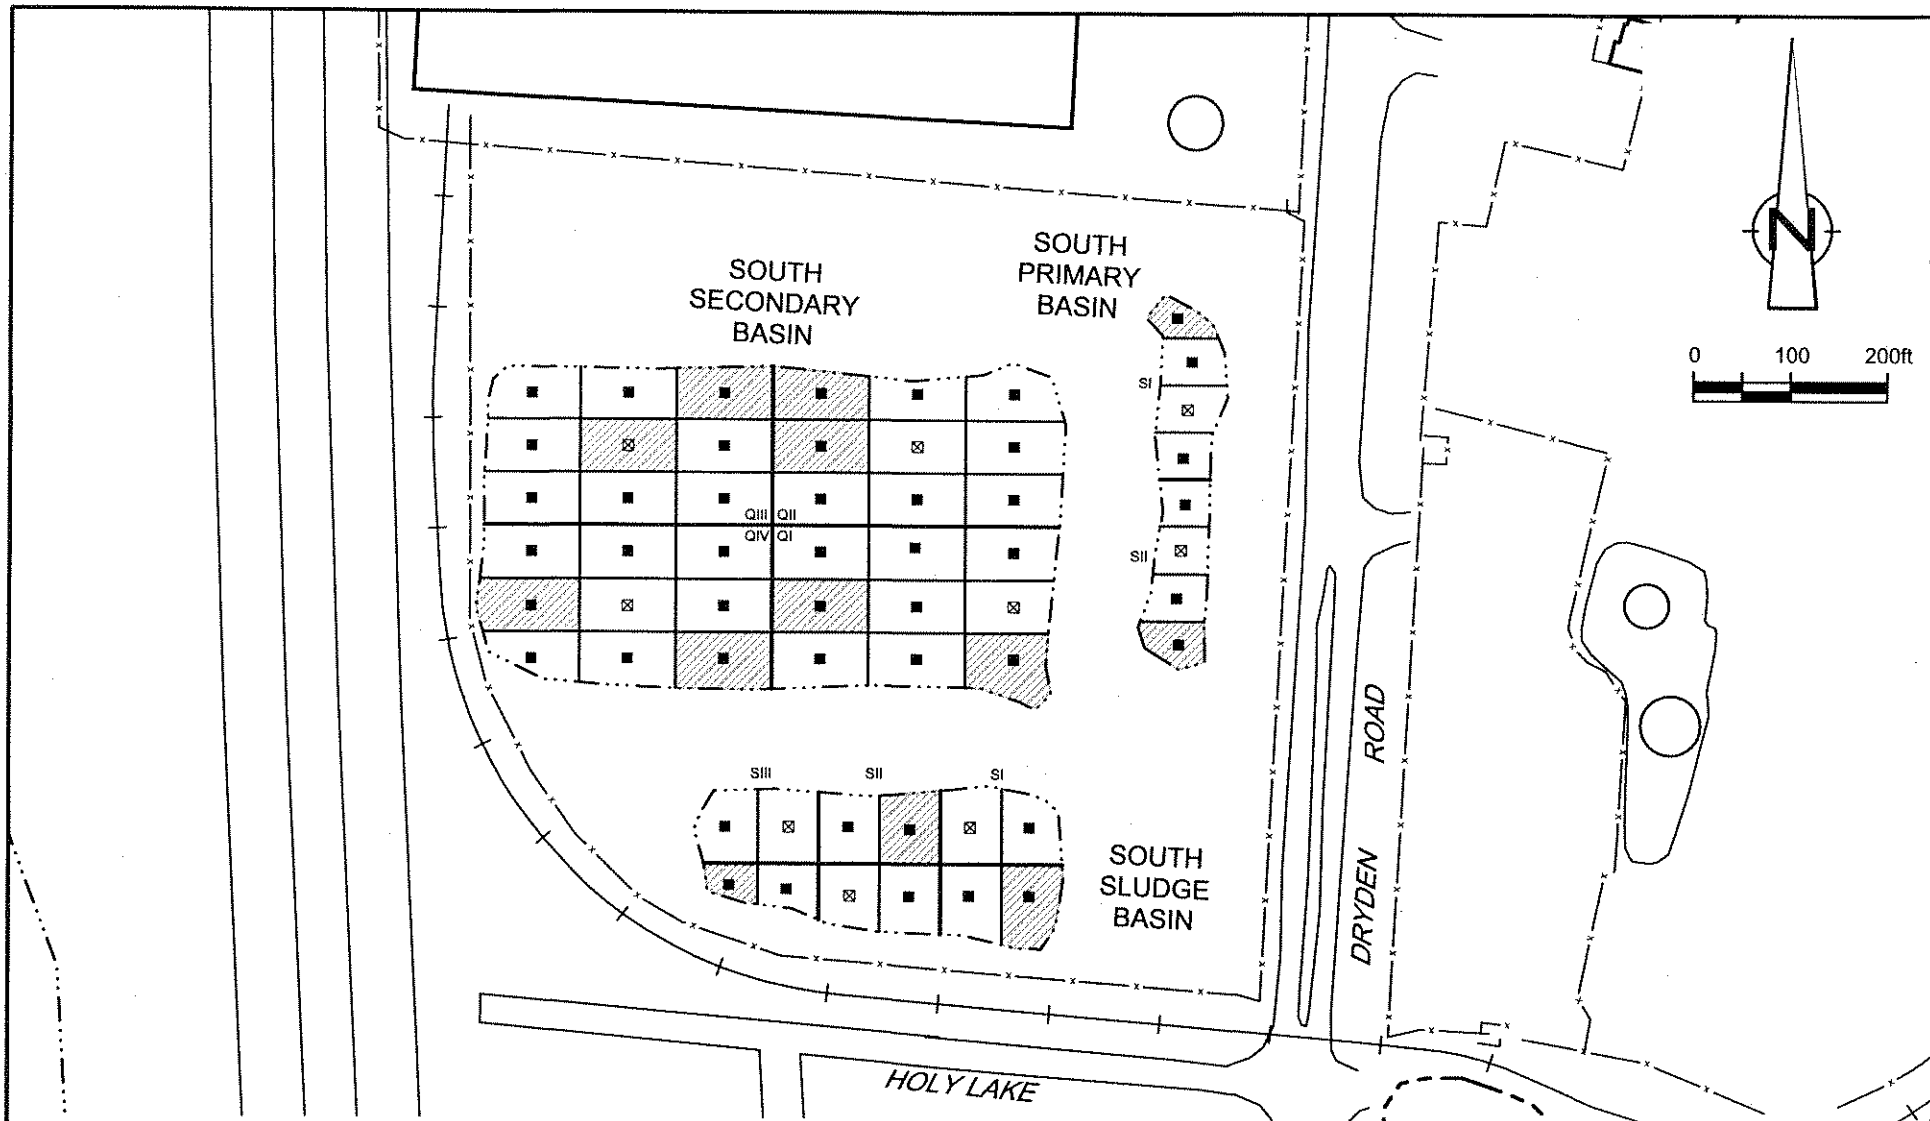 SOUTH
SECONDARY
BASIN
SOUTH
PRIMARY
BASIN
N
0 100 200ft
SI
SII
QIII QII
QIV QI
SIII SII SI
SOUTH
SLUDGE
BASIN
DRYDEN ROAD
HOLY LAKE